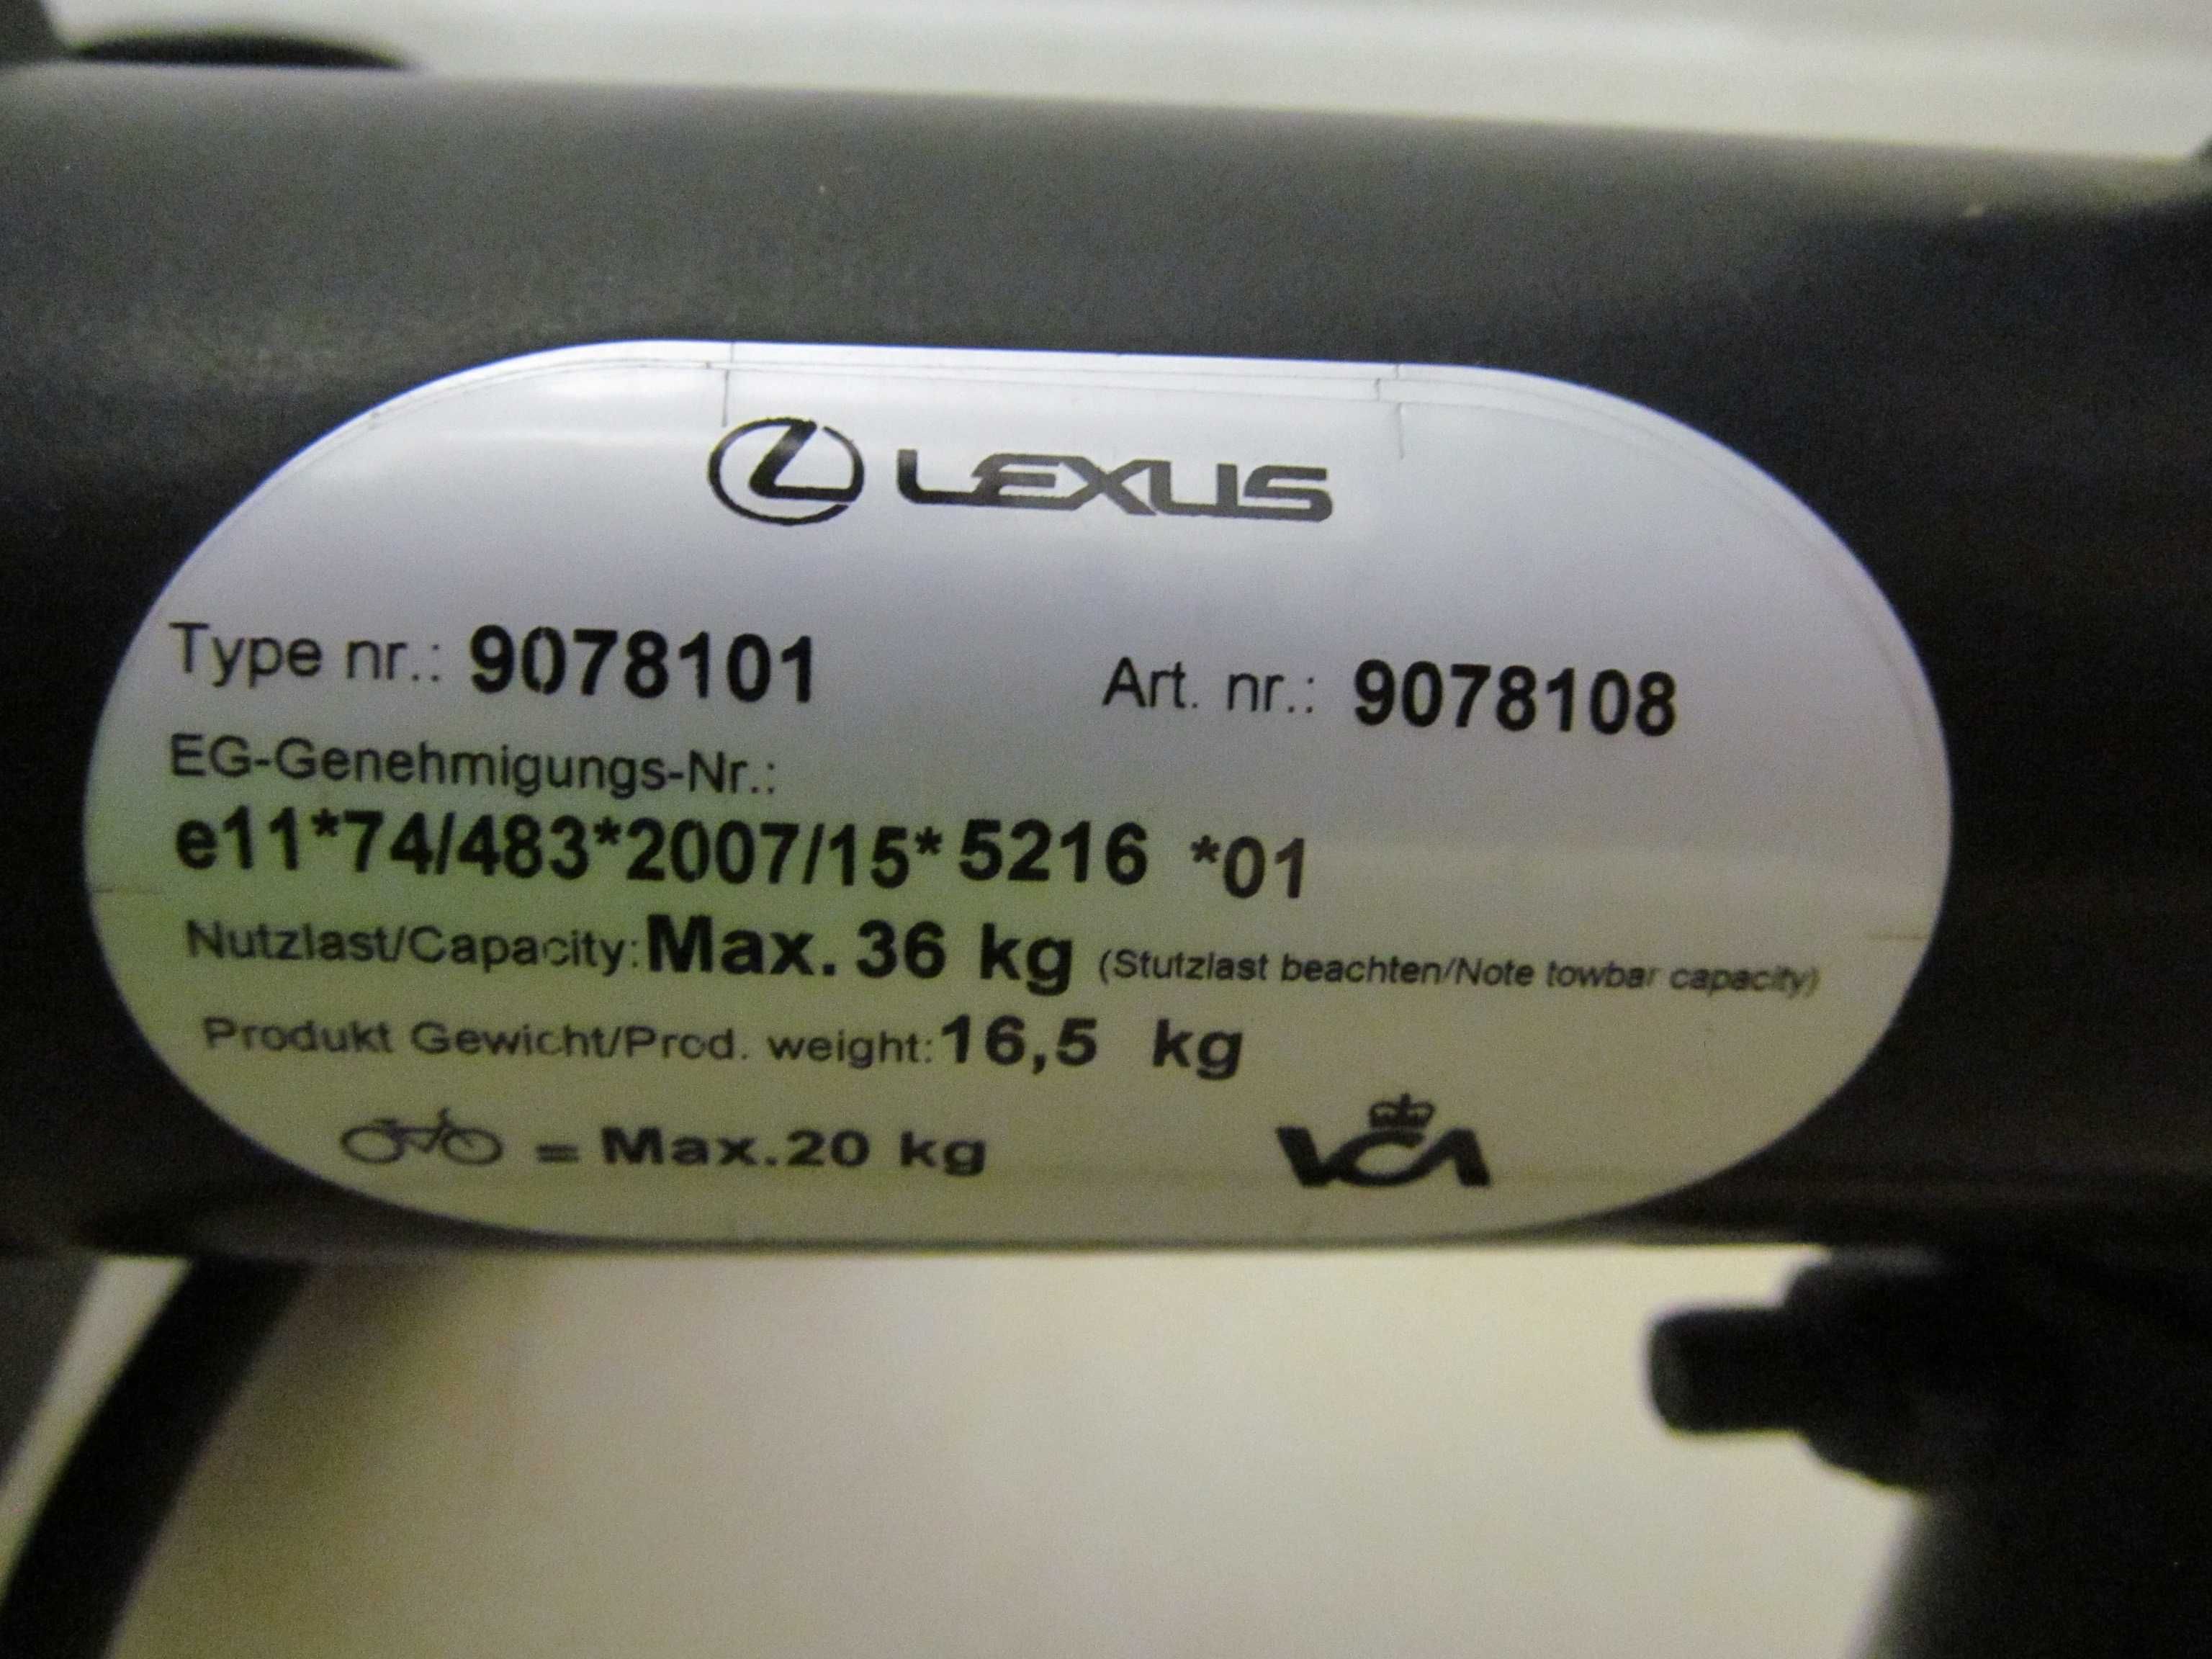 LEXUS
Type nr.: 9078101 Art. nr.: 9078108
EG-Genehmigungs-Nr.:
e11*74/483*2007/15* 5216 *01
Nutzlast/Capacity: Max. 36 kg (Stutzlast beachten/Note towbar capacity)
Produkt Gewicht/Prod. weight: 16,5 kg
= Max.20 kg
VCA